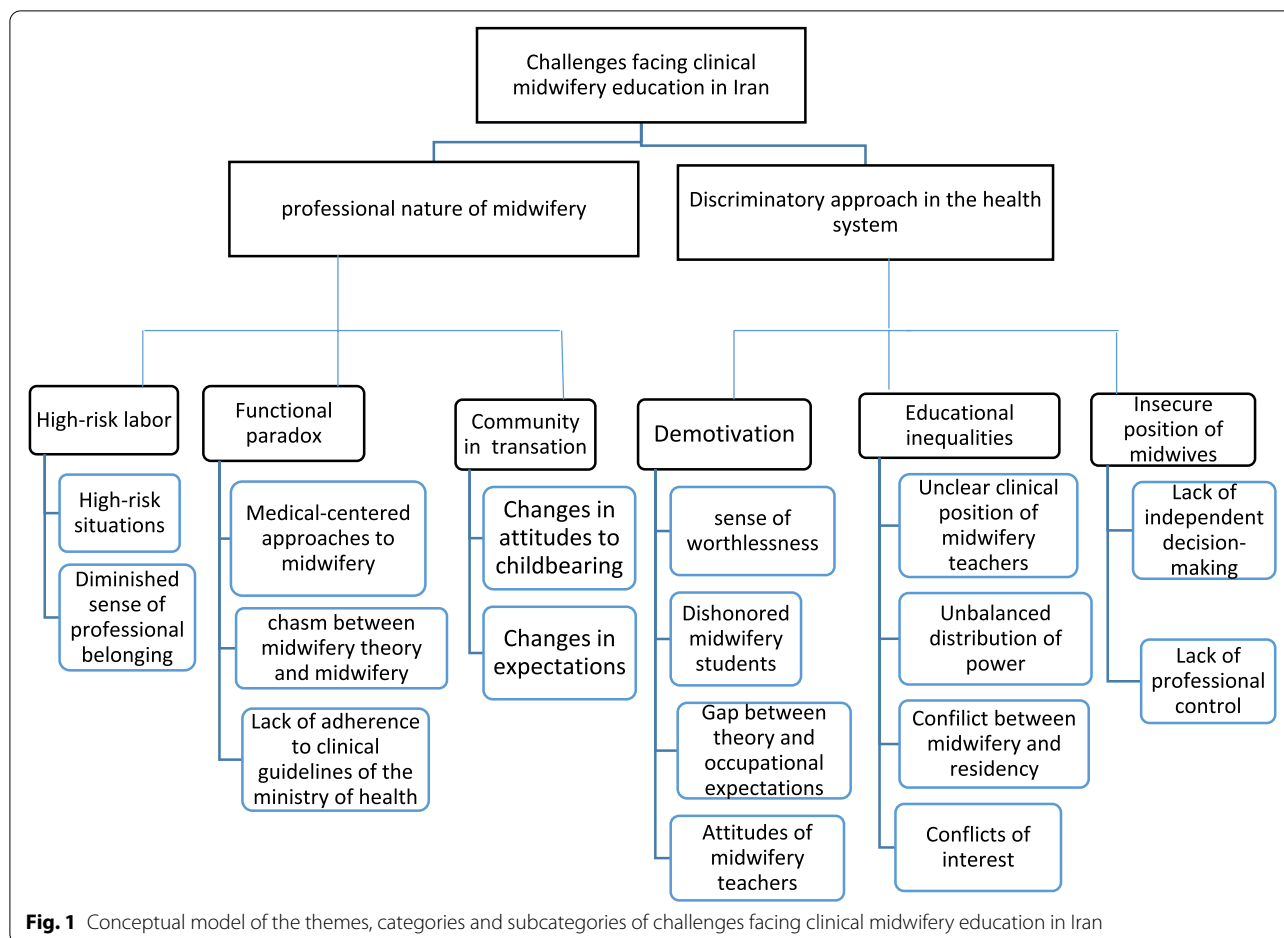 Challenges facing clinical
midwifery education in Iran
professional nature of midwifery
Discriminatory approach in the health
system
High-risk labor
High-risk
situations
Diminished
sense of
professional
belonging
Functional
paradox
Medical-centered
approaches to
midwifery
chasm between
midwifery theory
and midwifery
Lack of adherence
to clinical
guidelines of the
ministry of health
Community
in transation
Changes in
attitudes to
childbearing
Changes in
expectations
Demotivation
sense of
worthlessness
Dishonored
midwifery
students
Gap between
theory and
occupational
expectations
Attitudes of
midwifery
teachers
Educational
inequalities
Unclear clinical
position of
midwifery
teachers
Unbalanced
distribution of
power
Confilict between
midwifery and
residency
Conflicts of
interest
Insecure
position of
midwives
Lack of
independent
decision-
making
Lack of
professional
control
Fig. 1 Conceptual model of the themes, categories and subcategories of challenges facing clinical midwifery education in Iran